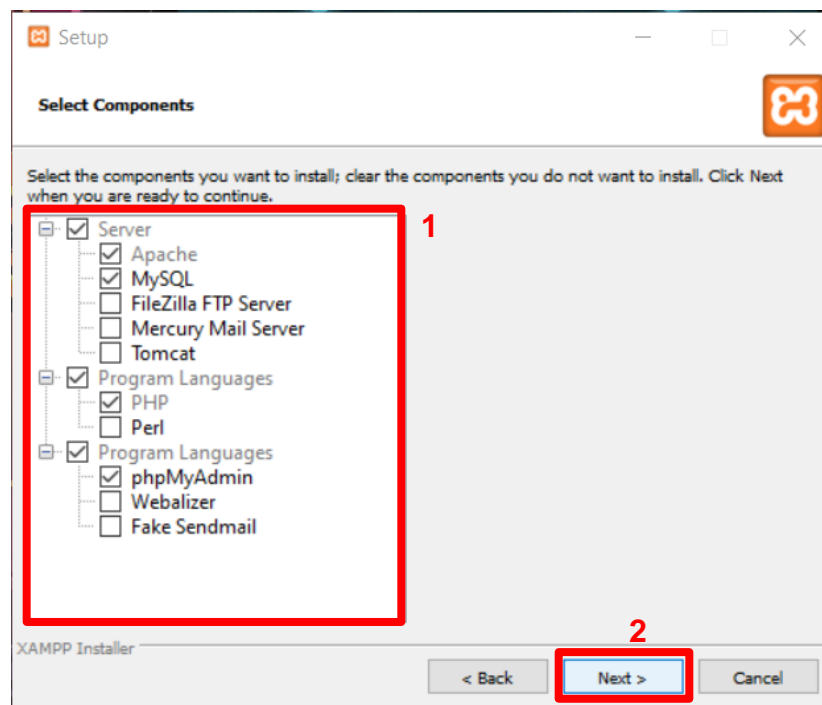 Setup
Select Components
Select the components you want to install; clear the components you do not want to install. Click Next
when you are ready to continue.
1
Server
Apache
MySQL
FileZilla FTP Server
Mercury Mail Server
Tomcat
Program Languages
PHP
Perl
Program Languages
phpMyAdmin
Webalizer
Fake Sendmail
2
XAMPP Installer
< Back
Next >
Cancel